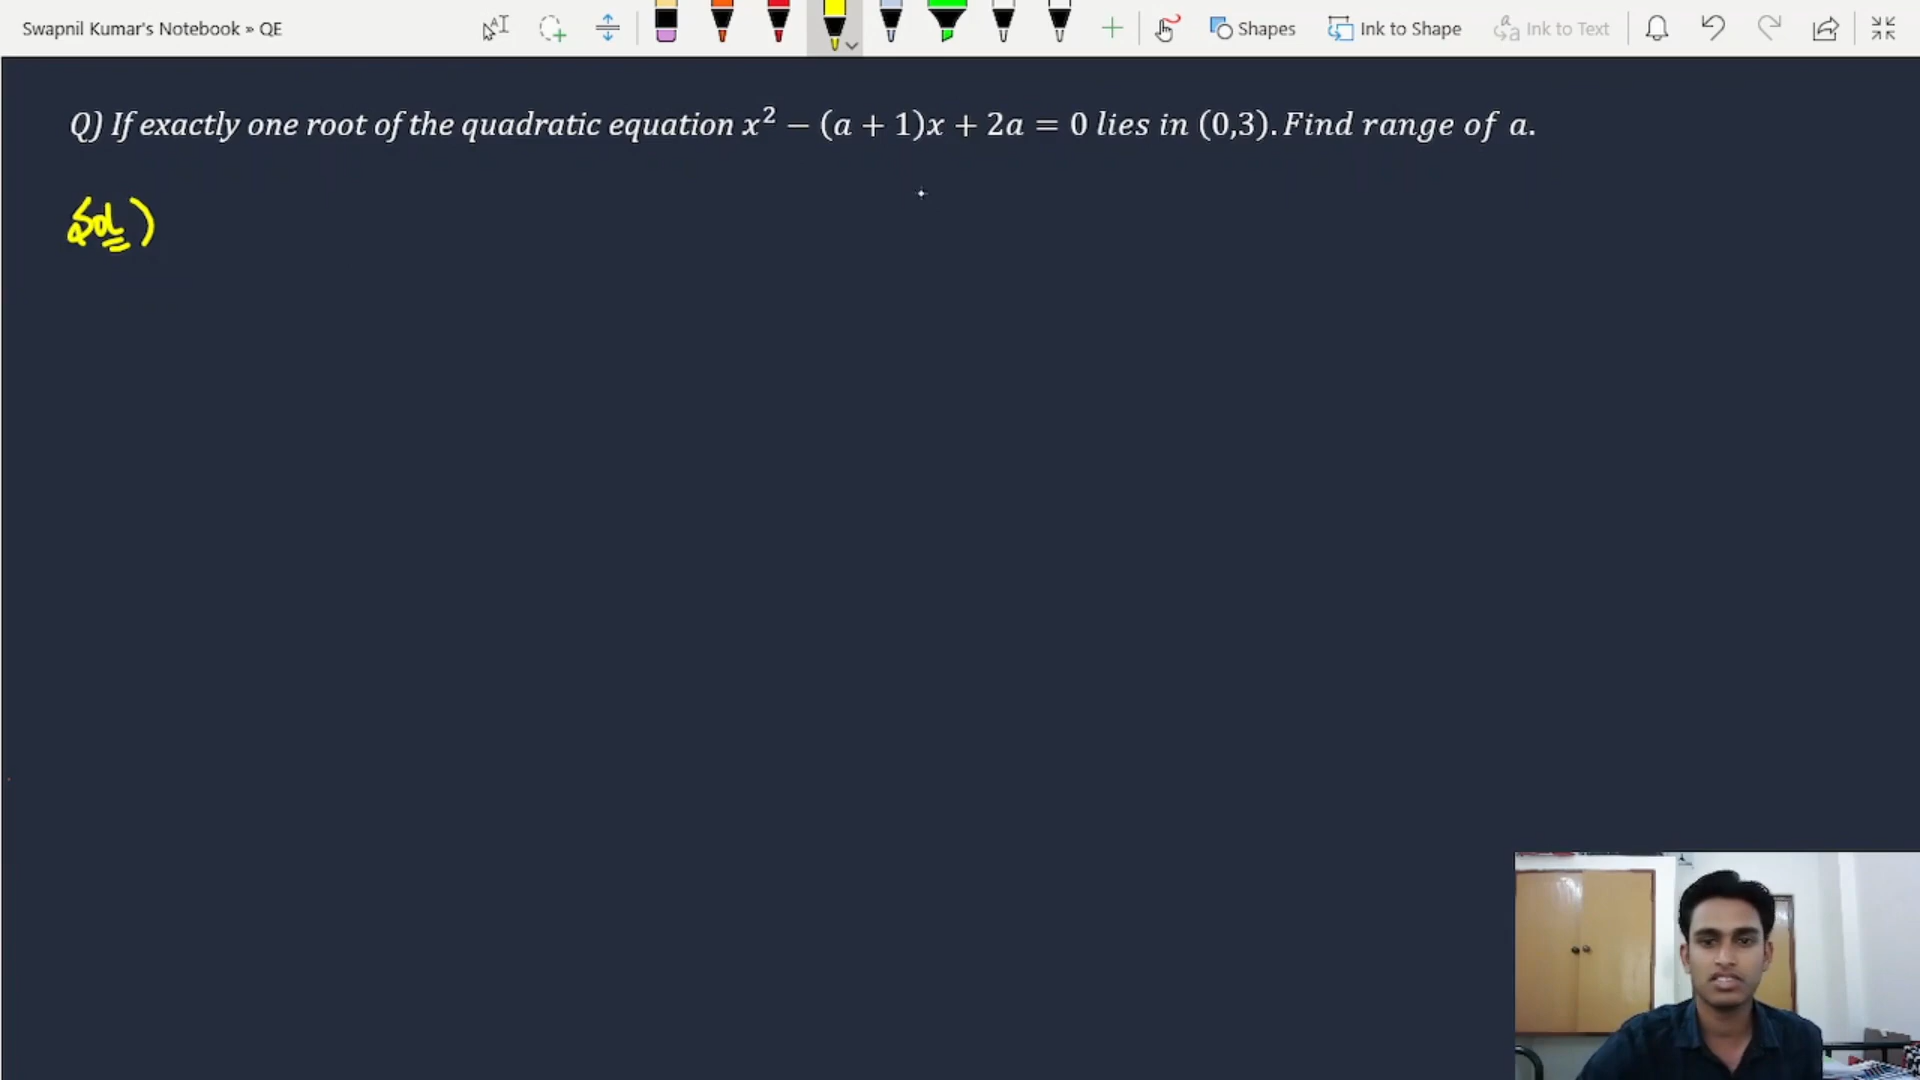 Swapnil Kumar's Notebook » QE
Shapes
Ink to Shape
Ink to Text
Q) If exactly one root of the quadratic equation x² − (a + 1)x + 2a = 0 lies in (0,3). Find range of a.
Sol)